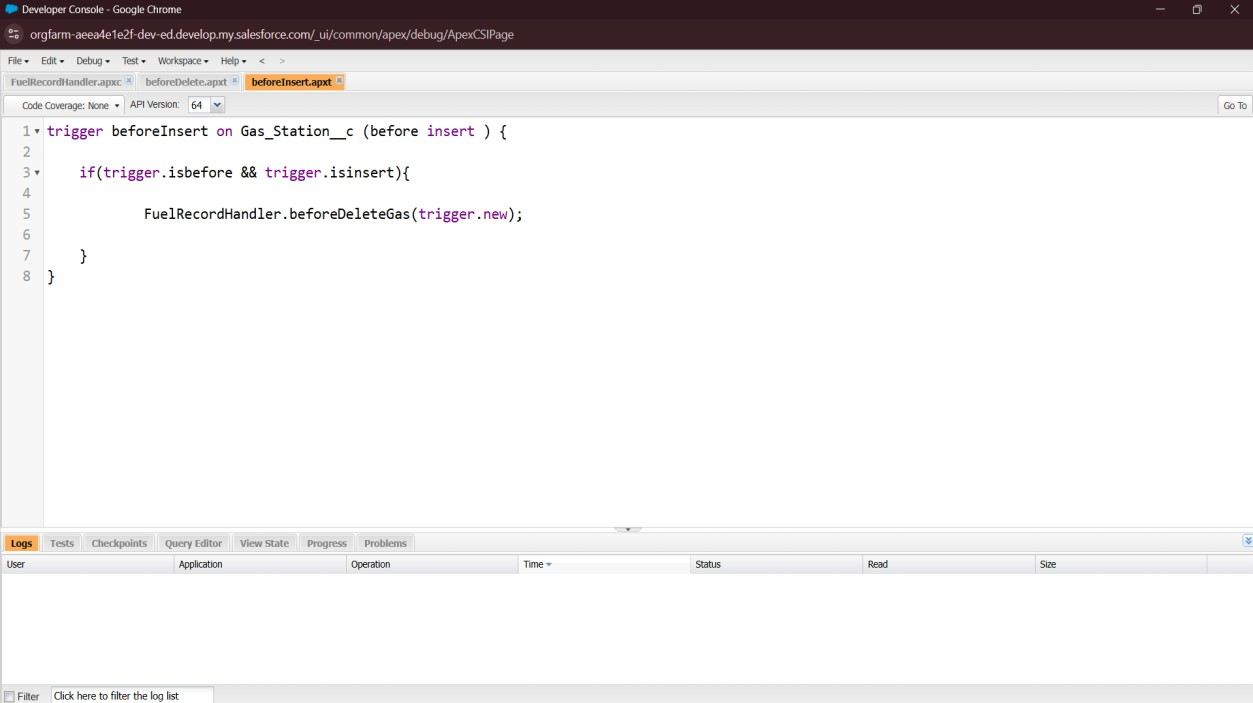 Developer Console - Google Chrome
orgfarm-aeea4e1e2f-dev-ed.develop.my.salesforce.com/_ui/common/apex/debug/ApexCSIPage
File Edit Debug Test Workspace Help < >
FuelRecordHandler.apxc beforeDelete.apxt beforeInsert.apxt
Code Coverage: None API Version: 64 Go To
1 trigger beforeInsert on Gas_Station__c (before insert ) {
2
3 if(trigger.isbefore && trigger.isinsert){
4
5 FuelRecordHandler.beforeDeleteGas(trigger.new);
6
7 }
8 }
Logs Tests Checkpoints Query Editor View State Progress Problems
User Application Operation Time Status Read Size
Filter Click here to filter the log list